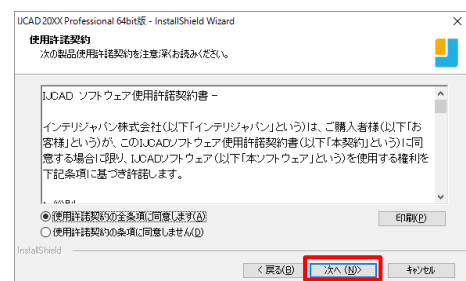 IJCAD 20XX Professional 64bit版 - InstallShield Wizard
使用許諾契約
次の製品使用許諾契約を注意深くお読みください。
IJCAD ソフトウェア使用許諾契約書 –
インテリジャパン株式会社(以下「インテリジャパン」という)は、ご購入者様(以下「お
客様」という)が、このIJCADソフトウェア使用許諾契約書(以下「本契約」という)に同
意する場合に限り、IJCADソフトウェア(以下「本ソフトウェア」という)を使用する権利を
下記条項に基づき許諾します。
使用許諾契約の全条項に同意します(A)
印刷(P)
使用許諾契約の条項に同意しません(D)
InstallShield
< 戻る(B)
次へ (N)>
キャンセル